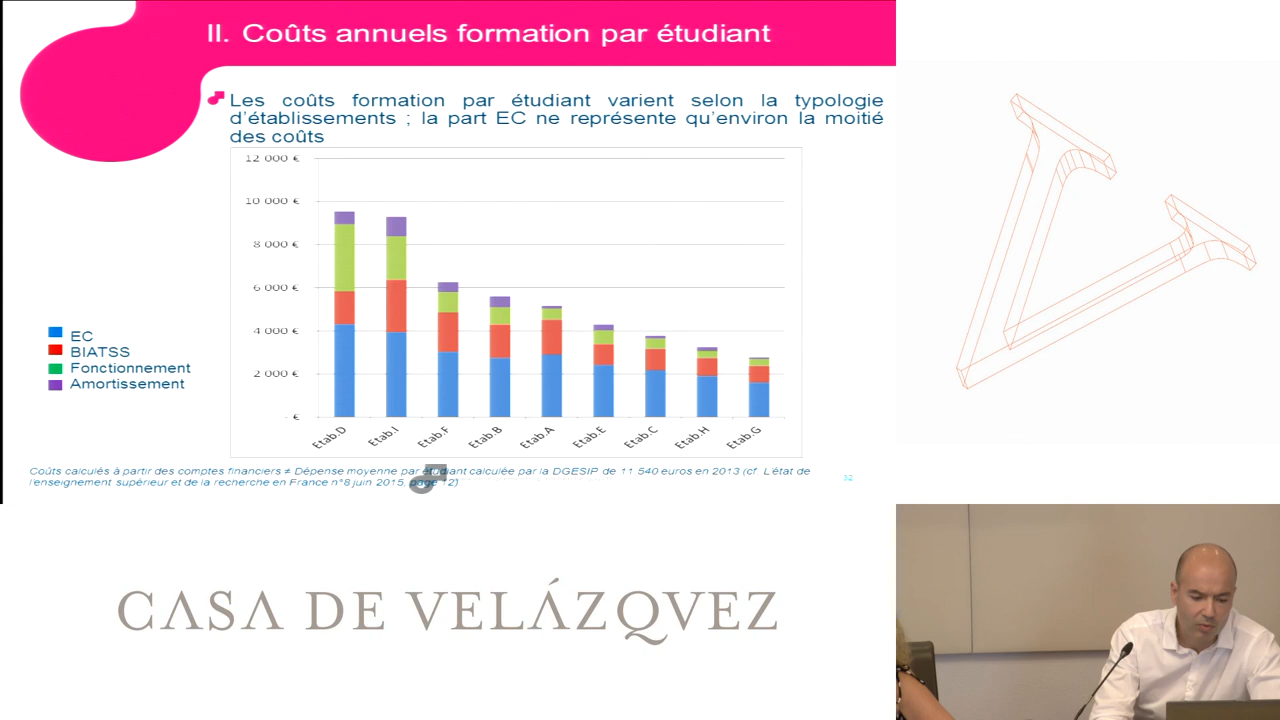 II. Coûts annuels formation par étudiant
Les coûts formation par étudiant varient selon la typologie
d'établissements ; la part EC ne représente qu'environ la moitié
des coûts
12 000 €
10 000 €
8 000 €
6 000 €
4 000 €
2 000 €
- €
Etab.D
Etab.I
Etab.F
Etab.B
Etab.A
Etab.E
Etab.C
Etab.H
Etab.G
EC
BIATSS
Fonctionnement
Amortissement
Coûts calculés à partir des comptes financiers ≠ Dépense moyenne par étudiant calculée par la DGESIP de 11 540 euros en 2013 (cf L'état de
l'enseignement supérieur et de la recherche en France n°8 juin 2015, page 12)
32
CASA DE VELÁZQVEZ